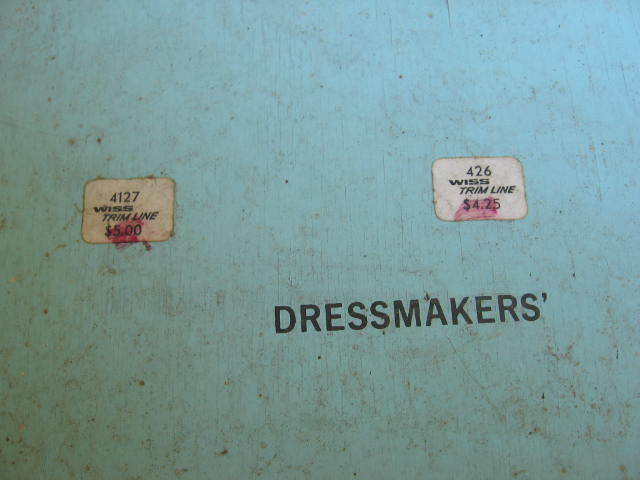 4127
WISS
TRIM LINE
$5.00
426
WISS
TRIM LINE
$4.25
DRESSMAKERS'